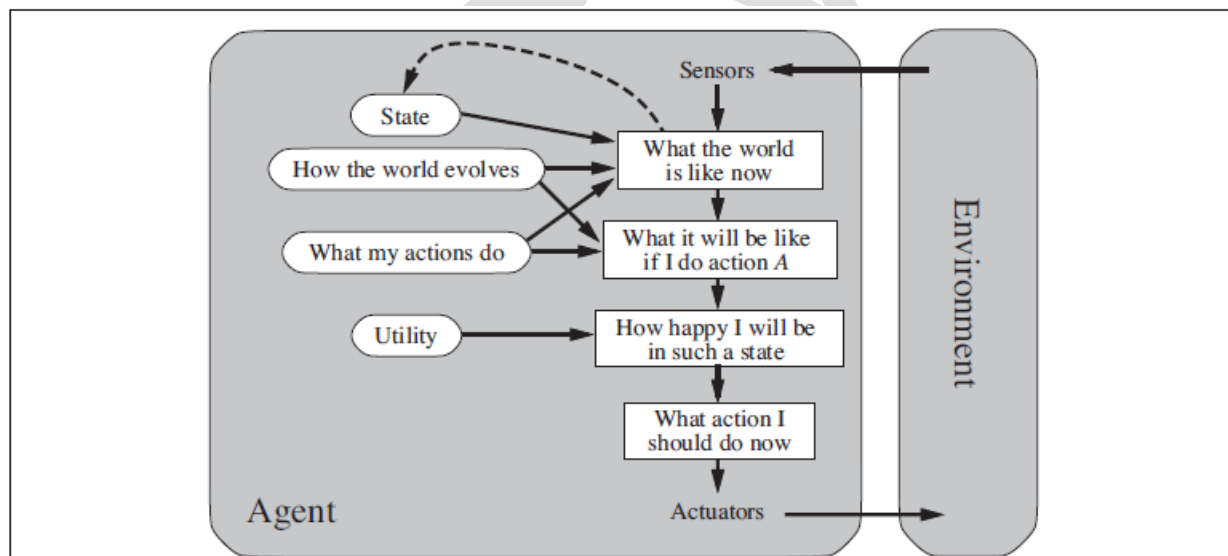 Sensors
State
What the world
is like now
How the world evolves
What it will be like
if I do action A
What my actions do
How happy I will be
in such a state
Utility
What action I
should do now
Agent
Actuators
Environment